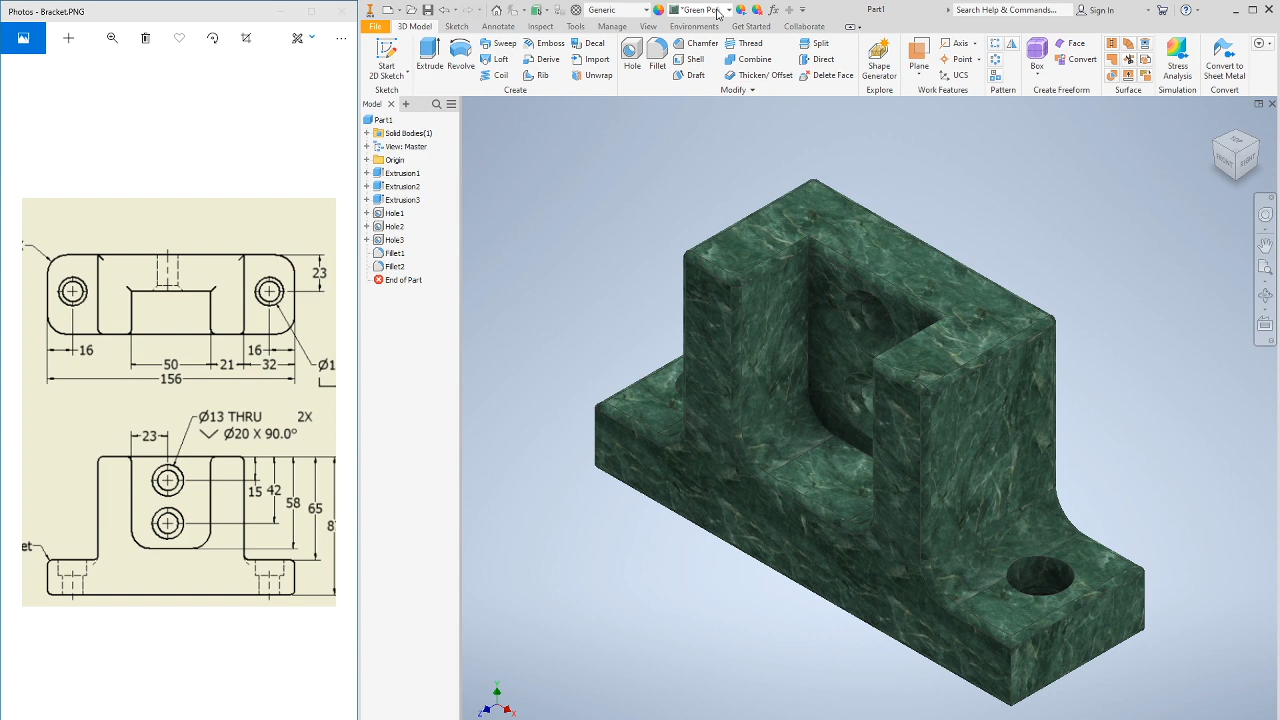 Photos - Bracket.PNG
23
16
50
21
16
32
Ø1
156
Ø13 THRU 2X
Ø20 X 90.0°
23
15
42
58
65
8
et
Generic
*Green Po
Part1
Search Help & Commands...
Sign In
File
3D Model
Sketch
Annotate
Inspect
Tools
Manage
View
Environments
Get Started
Collaborate
Start
2D Sketch
Sketch
Extrude
Revolve
Sweep
Loft
Coil
Emboss
Derive
Rib
Decal
Import
Unwrap
Create
Hole
Fillet
Chamfer
Shell
Draft
Thread
Combine
Thicken/ Offset
Split
Direct
Delete Face
Modify
Shape
Generator
Explore
Plane
Axis
Point
UCS
Work Features
Pattern
Box
Face
Convert
Create Freeform
Surface
Stress
Analysis
Simulation
Convert to
Sheet Metal
Convert
Model
Part1
Solid Bodies(1)
View: Master
Origin
Extrusion1
Extrusion2
Extrusion3
Hole1
Hole2
Hole3
Fillet1
Fillet2
End of Part
TOP
FRONT
RIGHT
Y
Z
X